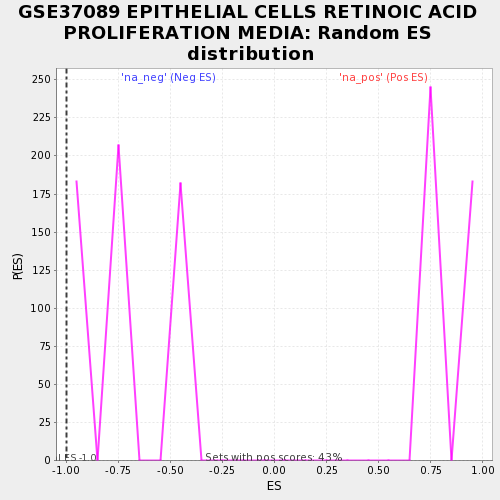 GSE37089 EPITHELIAL CELLS RETINOIC ACID
PROLIFERATION MEDIA: Random ES
distribution
'na_neg' (Neg ES)
'na_pos' (Pos ES)
250
225
200
175
150
125
100
75
50
25
0
P(ES)
ES -1.0
Sets with pos scores: 43%
-1.00 -0.75 -0.50 -0.25 0.00 0.25 0.50 0.75 1.00
ES